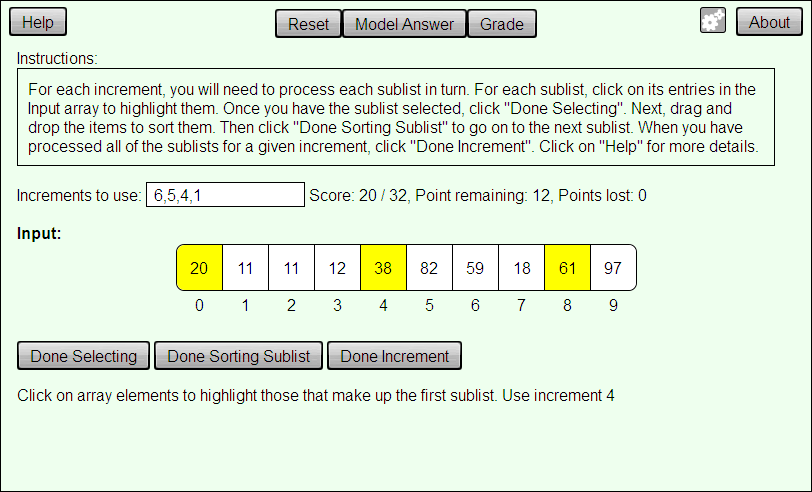 Help Reset Model Answer Grade About
Instructions:
For each increment, you will need to process each sublist in turn. For each sublist, click on its entries in the
Input array to highlight them. Once you have the sublist selected, click "Done Selecting". Next, drag and
drop the items to sort them. Then click "Done Sorting Sublist" to go on to the next sublist. When you have
processed all of the sublists for a given increment, click "Done Increment". Click on "Help" for more details.
Increments to use: 6,5,4,1 Score: 20 / 32, Point remaining: 12, Points lost: 0
Input:
20 11 11 12 38 82 59 18 61 97
0 1 2 3 4 5 6 7 8 9
Done Selecting Done Sorting Sublist Done Increment
Click on array elements to highlight those that make up the first sublist. Use increment 4